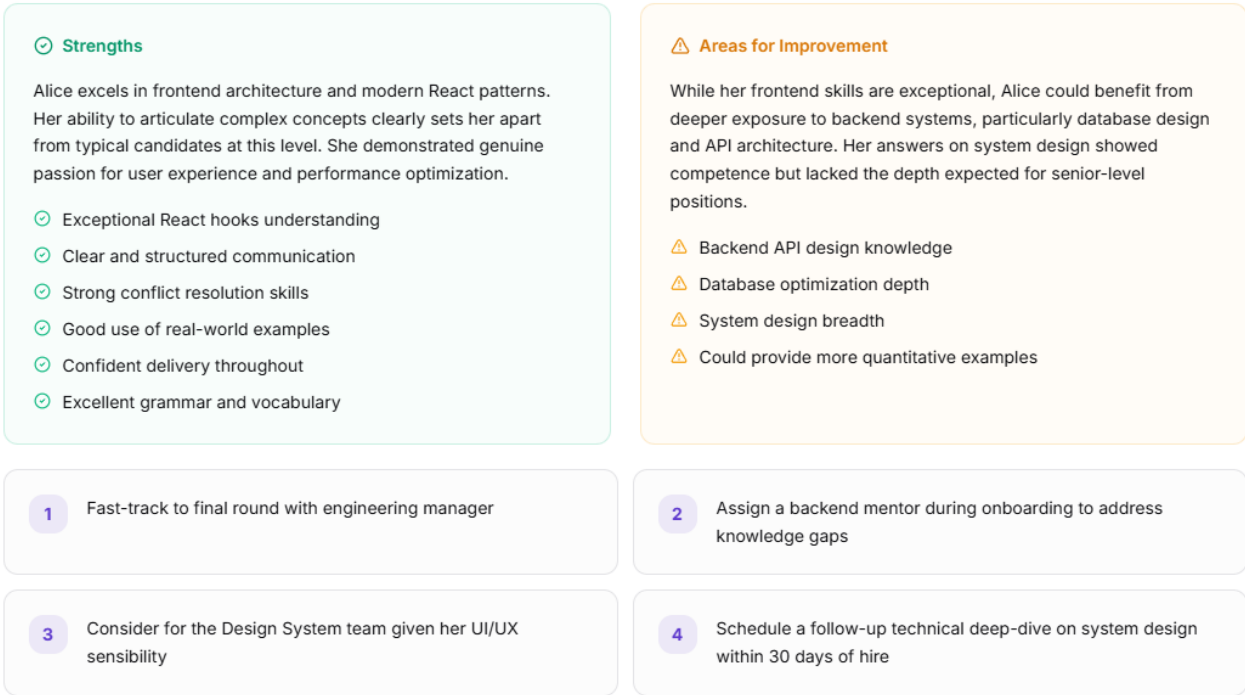 Strengths
Alice excels in frontend architecture and modern React patterns.
Her ability to articulate complex concepts clearly sets her apart
from typical candidates at this level. She demonstrated genuine
passion for user experience and performance optimization.
Exceptional React hooks understanding
Clear and structured communication
Strong conflict resolution skills
Good use of real-world examples
Confident delivery throughout
Excellent grammar and vocabulary
Areas for Improvement
While her frontend skills are exceptional, Alice could benefit from
deeper exposure to backend systems, particularly database design
and API architecture. Her answers on system design showed
competence but lacked the depth expected for senior-level
positions.
Backend API design knowledge
Database optimization depth
System design breadth
Could provide more quantitative examples
1
Fast-track to final round with engineering manager
2
Assign a backend mentor during onboarding to address
knowledge gaps
3
Consider for the Design System team given her UI/UX
sensibility
4
Schedule a follow-up technical deep-dive on system design
within 30 days of hire